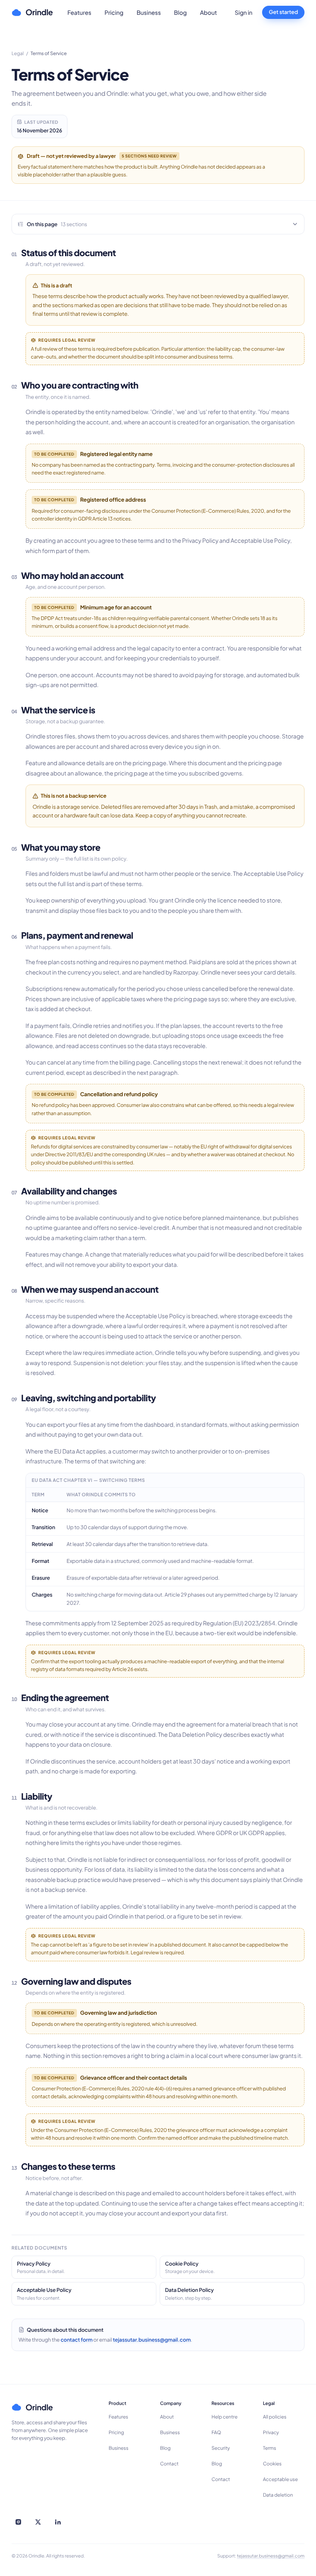 Orindle
Features
Pricing
Business
Blog
About
Sign in
Get started
Legal / Terms of Service
Terms of Service
The agreement between you and Orindle: what you get, what you owe, and how either side
ends it.
LAST UPDATED
16 November 2026
Draft — not yet reviewed by a lawyer
5 SECTIONS NEED REVIEW
Every factual statement here matches how the product is built. Anything Orindle has not decided appears as a
visible placeholder rather than a plausible guess.
On this page 13 sections
01 Status of this document
A draft, not yet reviewed.
This is a draft
These terms describe how the product actually works. They have not been reviewed by a qualified lawyer,
and the sections marked as open are decisions that still have to be made. They should not be relied on as
final terms until that review is complete.
REQUIRES LEGAL REVIEW
A full review of these terms is required before publication. Particular attention: the liability cap, the consumer-law
carve-outs, and whether the document should be split into consumer and business terms.
02 Who you are contracting with
The entity, once it is named.
Orindle is operated by the entity named below. 'Orindle', 'we' and 'us' refer to that entity. 'You' means
the person holding the account, and, where an account is created for an organisation, the organisation
as well.
TO BE COMPLETED Registered legal entity name
No company has been named as the contracting party. Terms, invoicing and the consumer-protection disclosures all
need the exact registered name.
TO BE COMPLETED Registered office address
Required for consumer-facing disclosures under the Consumer Protection (E-Commerce) Rules, 2020, and for the
controller identity in GDPR Article 13 notices.
By creating an account you agree to these terms and to the Privacy Policy and Acceptable Use Policy,
which form part of them.
03 Who may hold an account
Age, and one account per person.
TO BE COMPLETED Minimum age for an account
The DPDP Act treats under-18s as children requiring verifiable parental consent. Whether Orindle sets 18 as its
minimum, or builds a consent flow, is a product decision not yet made.
You need a working email address and the legal capacity to enter a contract. You are responsible for what
happens under your account, and for keeping your credentials to yourself.
One person, one account. Accounts may not be shared to avoid paying for storage, and automated bulk
sign-ups are not permitted.
04 What the service is
Storage, not a backup guarantee.
Orindle stores files, shows them to you across devices, and shares them with people you choose. Storage
allowances are per account and shared across every device you sign in on.
Feature and allowance details are on the pricing page. Where this document and the pricing page
disagree about an allowance, the pricing page at the time you subscribed governs.
This is not a backup service
Orindle is a storage service. Deleted files are removed after 30 days in Trash, and a mistake, a compromised
account or a hardware fault can lose data. Keep a copy of anything you cannot recreate.
05 What you may store
Summary only — the full list is its own policy.
Files and folders must be lawful and must not harm other people or the service. The Acceptable Use Policy
sets out the full list and is part of these terms.
You keep ownership of everything you upload. You grant Orindle only the licence needed to store,
transmit and display those files back to you and to the people you share them with.
06 Plans, payment and renewal
What happens when a payment fails.
The free plan costs nothing and requires no payment method. Paid plans are sold at the prices shown at
checkout in the currency you select, and are handled by Razorpay. Orindle never sees your card details.
Subscriptions renew automatically for the period you chose unless cancelled before the renewal date.
Prices shown are inclusive of applicable taxes where the pricing page says so; where they are exclusive,
tax is added at checkout.
If a payment fails, Orindle retries and notifies you. If the plan lapses, the account reverts to the free
allowance. Files are not deleted on downgrade, but uploading stops once usage exceeds the free
allowance, and read access continues so the data stays recoverable.
You can cancel at any time from the billing page. Cancelling stops the next renewal; it does not refund the
current period, except as described in the next paragraph.
TO BE COMPLETED Cancellation and refund policy
No refund policy has been approved. Consumer law also constrains what can be offered, so this needs a legal review
rather than an assumption.
REQUIRES LEGAL REVIEW
Refunds for digital services are constrained by consumer law — notably the EU right of withdrawal for digital services
under Directive 2011/83/EU and the corresponding UK rules — and by whether a waiver was obtained at checkout. No
policy should be published until this is settled.
07 Availability and changes
No uptime number is promised.
Orindle aims to be available continuously and to give notice before planned maintenance, but publishes
no uptime guarantee and offers no service-level credit. A number that is not measured and not creditable
would be a marketing claim rather than a term.
Features may change. A change that materially reduces what you paid for will be described before it takes
effect, and will not remove your ability to export your data.
08 When we may suspend an account
Narrow, specific reasons.
Access may be suspended where the Acceptable Use Policy is breached, where storage exceeds the
allowance after a downgrade, where a lawful order requires it, where a payment is not resolved after
notice, or where the account is being used to attack the service or another person.
Except where the law requires immediate action, Orindle tells you why before suspending, and gives you
a way to respond. Suspension is not deletion: your files stay, and the suspension is lifted when the cause
is resolved.
09 Leaving, switching and portability
A legal floor, not a courtesy.
You can export your files at any time from the dashboard, in standard formats, without asking permission
and without paying to get your own data out.
Where the EU Data Act applies, a customer may switch to another provider or to on-premises
infrastructure. The terms of that switching are:
EU DATA ACT CHAPTER VI — SWITCHING TERMS
TERM WHAT ORINDLE COMMITS TO
Notice No more than two months before the switching process begins.
Transition Up to 30 calendar days of support during the move.
Retrieval At least 30 calendar days after the transition to retrieve data.
Format Exportable data in a structured, commonly used and machine-readable format.
Erasure Erasure of exportable data after retrieval or a later agreed period.
Charges No switching charge for moving data out. Article 29 phases out any permitted charge by 12 January
2027.
These commitments apply from 12 September 2025 as required by Regulation (EU) 2023/2854. Orindle
applies them to every customer, not only those in the EU, because a two-tier exit would be indefensible.
REQUIRES LEGAL REVIEW
Confirm that the export tooling actually produces a machine-readable export of everything, and that the internal
registry of data formats required by Article 26 exists.
10 Ending the agreement
Who can end it, and what survives.
You may close your account at any time. Orindle may end the agreement for a material breach that is not
cured, or with notice if the service is discontinued. The Data Deletion Policy describes exactly what
happens to your data on closure.
If Orindle discontinues the service, account holders get at least 30 days' notice and a working export
path, and no charge is made for exporting.
11 Liability
What is and is not recoverable.
Nothing in these terms excludes or limits liability for death or personal injury caused by negligence, for
fraud, or for anything else that law does not allow to be excluded. Where GDPR or UK GDPR applies,
nothing here limits the rights you have under those regimes.
Subject to that, Orindle is not liable for indirect or consequential loss, nor for loss of profit, goodwill or
business opportunity. For loss of data, its liability is limited to the data the loss concerns and what a
reasonable backup practice would have preserved — which is why this document says plainly that Orindle
is not a backup service.
Where a limitation of liability applies, Orindle's total liability in any twelve-month period is capped at the
greater of the amount you paid Orindle in that period, or a figure to be set in review.
REQUIRES LEGAL REVIEW
The cap cannot be left as 'a figure to be set in review' in a published document. It also cannot be capped below the
amount paid where consumer law forbids it. Legal review is required.
12 Governing law and disputes
Depends on where the entity is registered.
TO BE COMPLETED Governing law and jurisdiction
Depends on where the operating entity is registered, which is unresolved.
Consumers keep the protections of the law in the country where they live, whatever forum these terms
name. Nothing in this section removes a right to bring a claim in a local court where consumer law grants it.
TO BE COMPLETED Grievance officer and their contact details
Consumer Protection (E-Commerce) Rules, 2020 rule 4(4)–(6) requires a named grievance officer with published
contact details, acknowledging complaints within 48 hours and resolving within one month.
REQUIRES LEGAL REVIEW
Under the Consumer Protection (E-Commerce) Rules, 2020 the grievance officer must acknowledge a complaint
within 48 hours and resolve it within one month. Confirm the named officer and make the published timeline match.
13 Changes to these terms
Notice before, not after.
A material change is described on this page and emailed to account holders before it takes effect, with
the date at the top updated. Continuing to use the service after a change takes effect means accepting it;
if you do not accept it, you may close your account and export your data first.
RELATED DOCUMENTS
Privacy Policy
Personal data, in detail.
Cookie Policy
Storage on your device.
Acceptable Use Policy
The rules for content.
Data Deletion Policy
Deletion, step by step.
Questions about this document
Write through the contact form or email tejassutar.business@gmail.com.
Orindle
Store, access and share your files
from anywhere. One simple place
for everything you keep.
Product
Features
Pricing
Business
Company
About
Business
Blog
Contact
Resources
Help centre
FAQ
Security
Blog
Contact
Legal
All policies
Privacy
Terms
Cookies
Acceptable use
Data deletion
© 2026 Orindle. All rights reserved.
Support: tejassutar.business@gmail.com